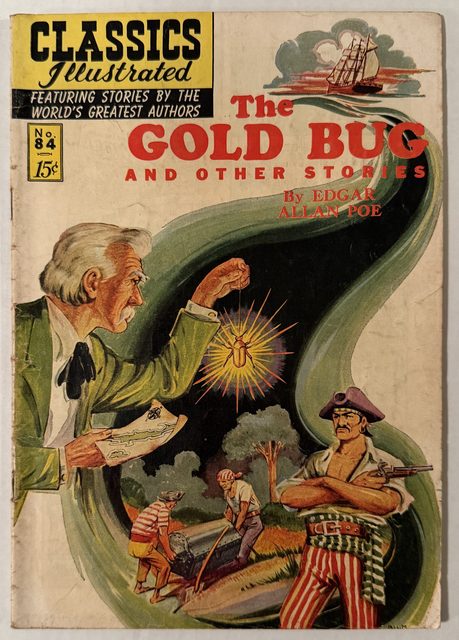 CLASSICS
Illustrated
FEATURING STORIES BY THE
WORLD'S GREATEST AUTHORS
No.
84
15¢
The
GOLD BUG
AND OTHER STORIES
By EDGAR
ALLAN POE